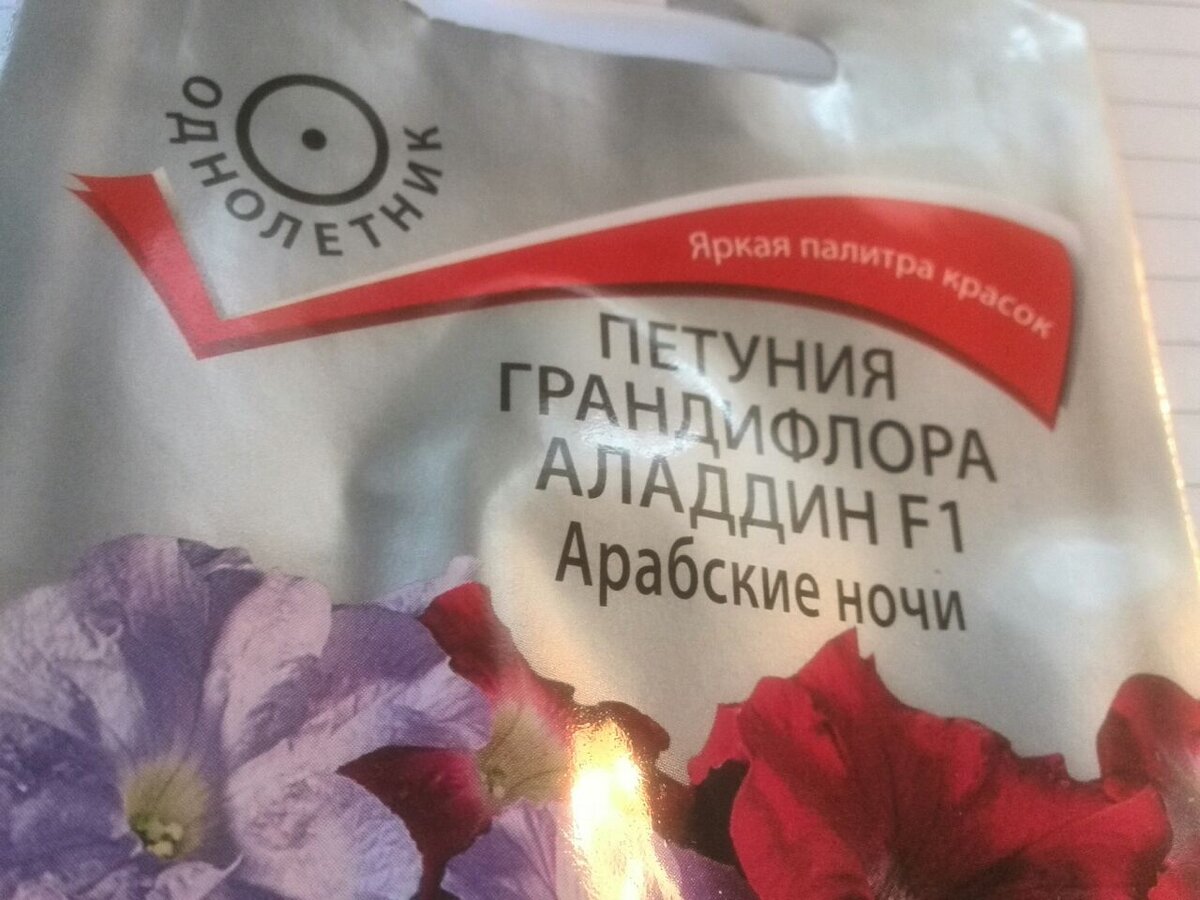 ОДНОЛЕТНИК
Яркая палитра красок
ПЕТУНИЯ
ГРАНДИФЛОРА
АЛАДДИН F1
Арабские ночи